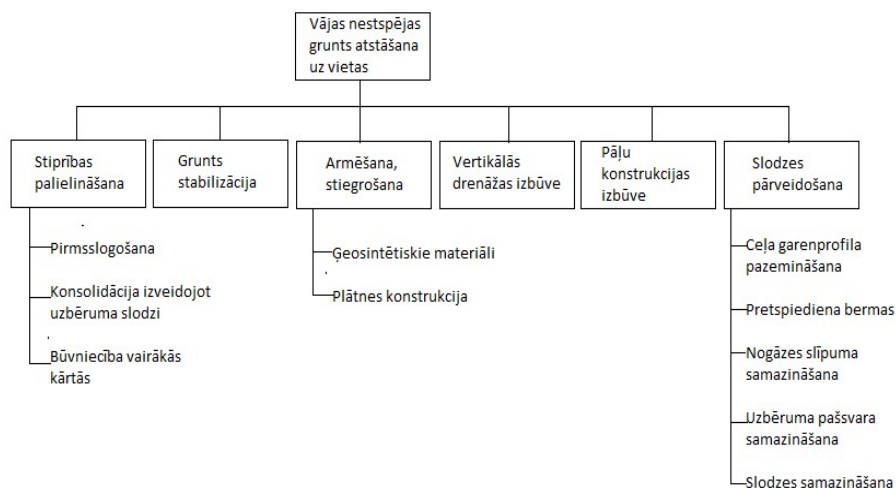 Vājas nestspējas
grunts atstāšana
uz vietas
Stiprības
palielināšana
Grunts
stabilizācija
Armēšana,
stiegrošana
Vertikālās
drenāžas izbūve
Pāļu
konstrukcijas
izbūve
Slodzes
pārveidošana
Pirmsslogošana
Konsolidācija izveidojot
uzbēruma slodzi
Būvniecība vairākās
kārtās
Ģeosintētiskie materiāli
Plātnes konstrukcija
Ceļa garenprofila
pazemināšana
Pretspiediena bermas
Nogāzes slīpuma
samazināšana
Uzbēruma pašsvara
samazināšana
Slodzes samazināšana